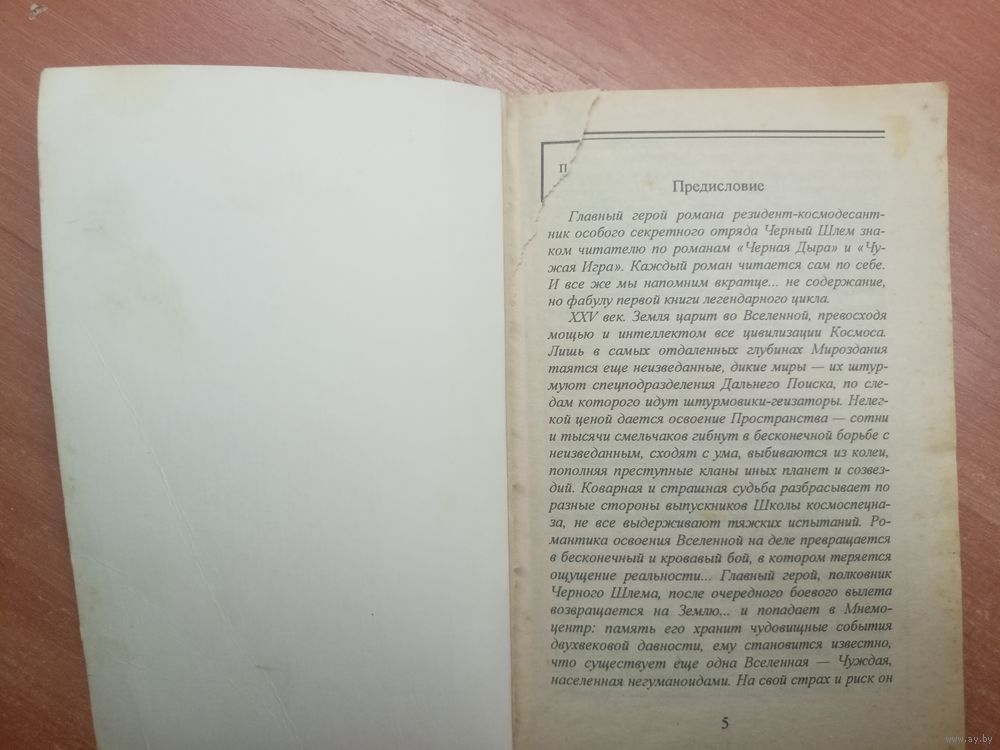 П
Предисловие
Главный герой романа резидент-космодесант-
ник особого секретного отряда Черный Шлем зна-
ком читателю по романам «Черная Дыра» и «Чу-
жая Игра». Каждый роман читается сам по себе.
И все же мы напомним вкратце... не содержание,
но фабулу первой книги легендарного цикла.
XXV век. Земля царит во Вселенной, превосходя
мощью и интеллектом все цивилизации Космоса.
Лишь в самых отдаленных глубинах Мироздания
таятся еще неизведанные, дикие миры — их штур-
муют спецподразделения Дальнего Поиска, по сле-
дам которого идут штурмовики-геизаторы. Нелег-
кой ценой дается освоение Пространства — сотни
и тысячи смельчаков гибнут в бесконечной борьбе с
неизведанным, сходят с ума, выбиваются из колеи,
пополняя преступные кланы иных планет и созвез-
дий. Коварная и страшная судьба разбрасывает по
разные стороны выпускников Школы космоспецна-
за, не все выдерживают тяжких испытаний. Ро-
мантика освоения Вселенной на деле превращается
в бесконечный и кровавый бой, в котором теряется
ощущение реальности... Главный герой, полковник
Черного Шлема, после очередного боевого вылета
возвращается на Землю... и попадает в Мнемо-
центр: память его хранит чудовищные события
двухвековой давности, ему становится известно,
что существует еще одна Вселенная — Чуждая,
населенная негуманоидами. На свой страх и риск он
5
www.ay.by